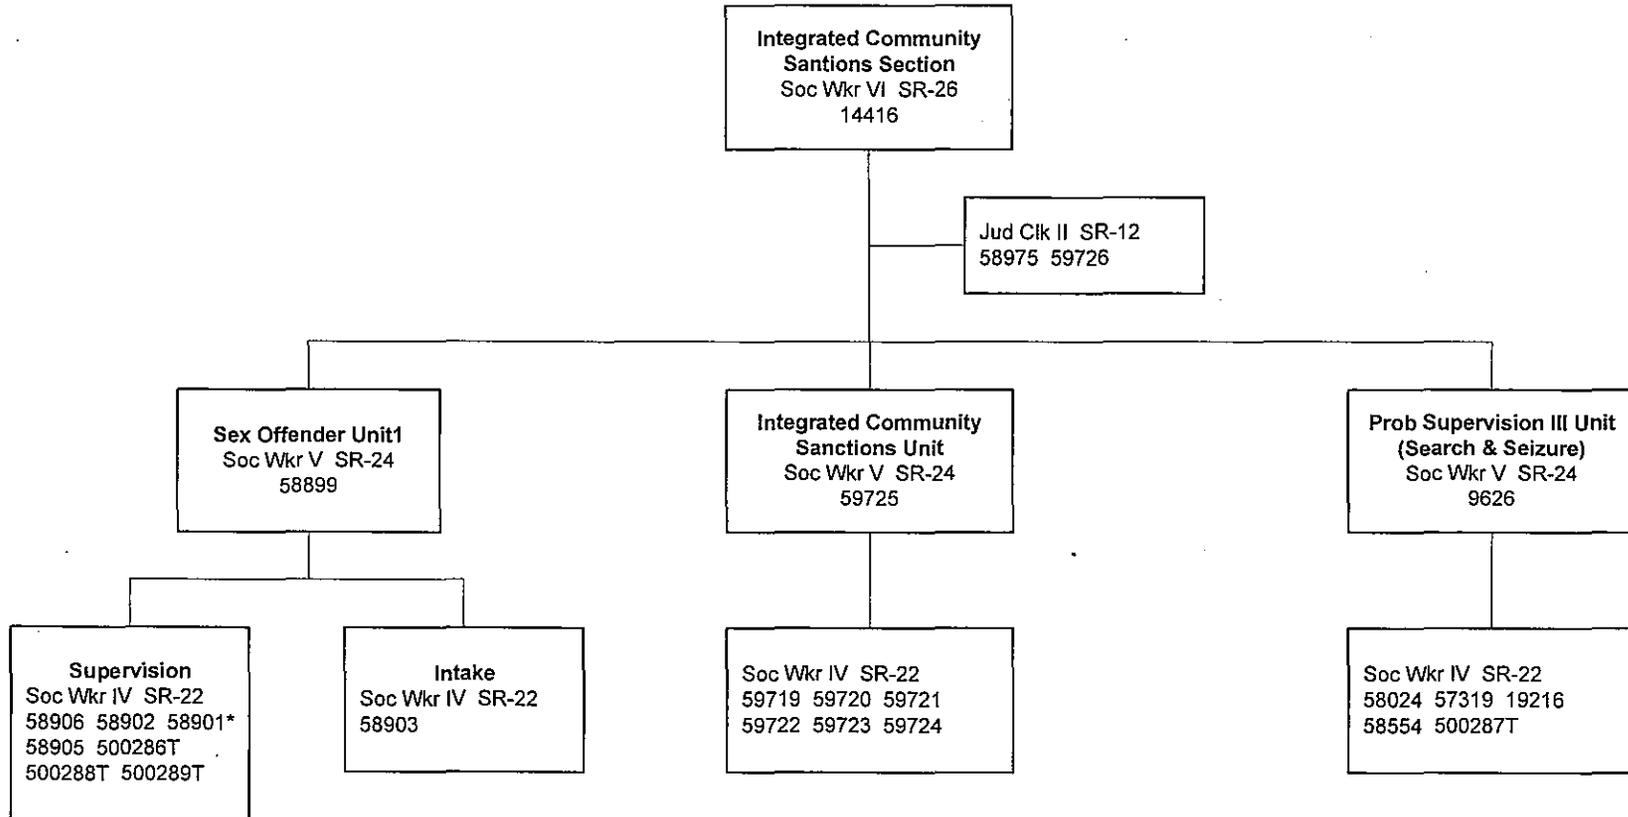 Integrated Community
Santions Section
Soc Wkr VI SR-26
14416
Jud Clk II SR-12
58975 59726
Sex Offender Unit1
Soc Wkr V SR-24
58899
Integrated Community
Sanctions Unit
Soc Wkr V SR-24
59725
Prob Supervision III Unit
(Search & Seizure)
Soc Wkr V SR-24
9626
Supervision
Soc Wkr IV SR-22
58906 58902 58901*
58905 500286T
500288T 500289T
Intake
Soc Wkr IV SR-22
58903
Soc Wkr IV SR-22
59719 59720 59721
59722 59723 59724
Soc Wkr IV SR-22
58024 57319 19216
58554 500287T